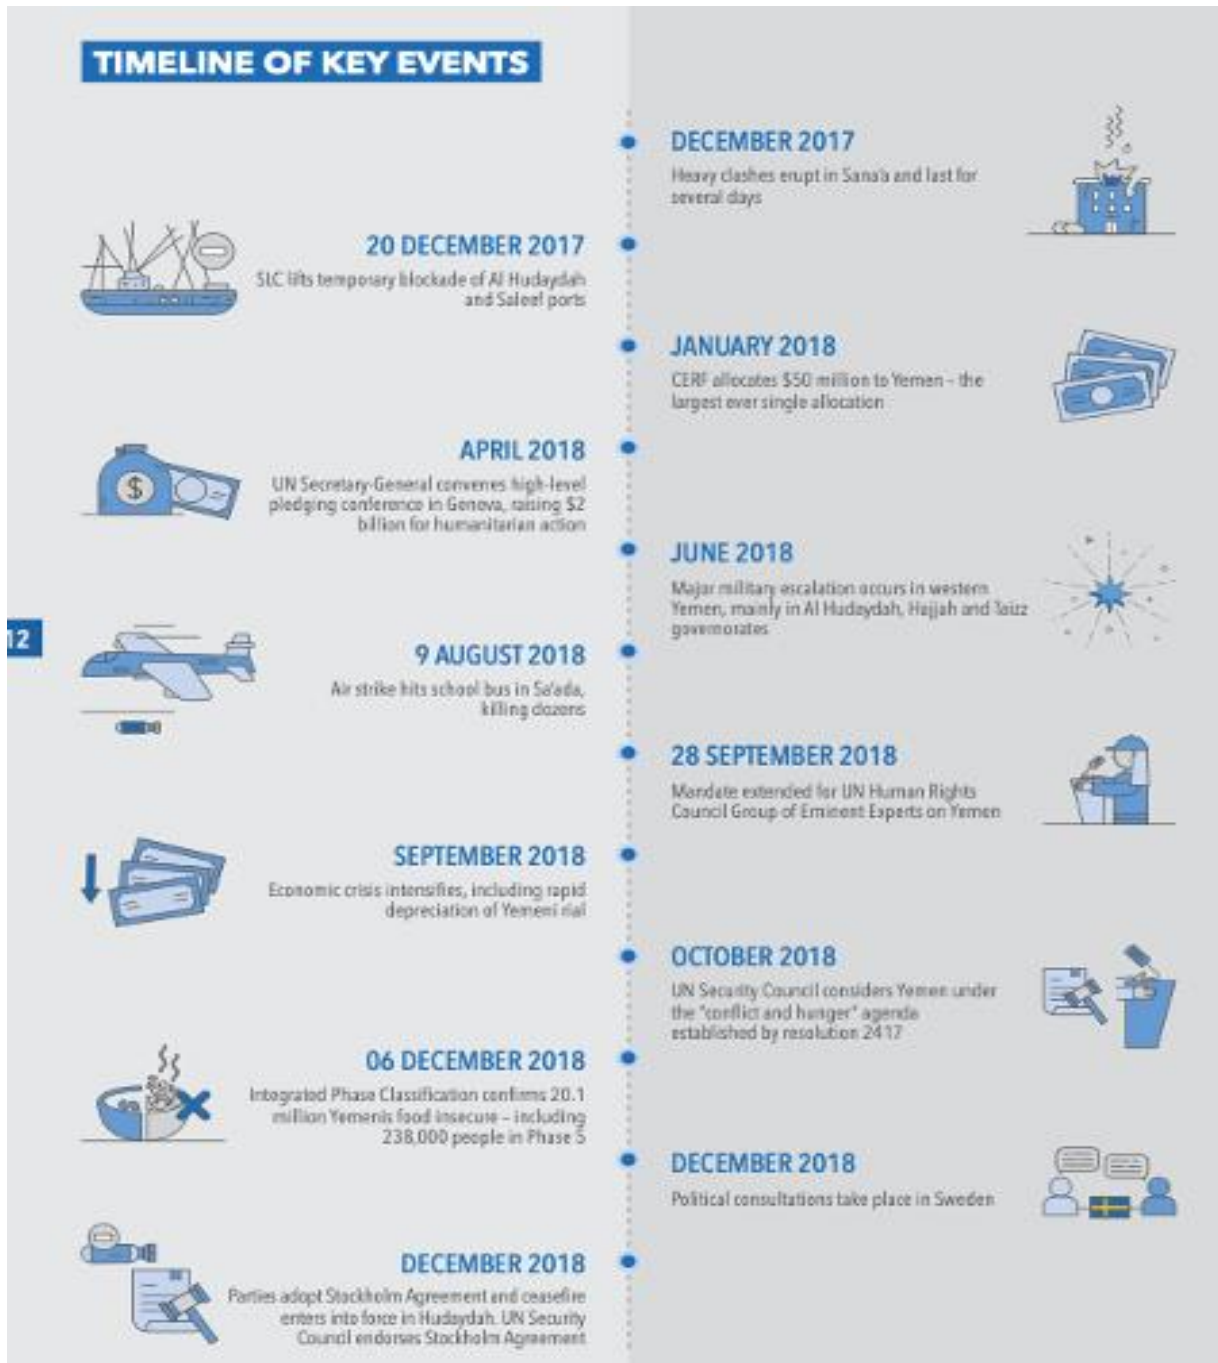 TIMELINE OF KEY EVENTS
DECEMBER 2017
Heavy clashes erupt in Sana'a and last for
several days
20 DECEMBER 2017
SLC lifts temporary blockade of Al Hudaydah
and Saleef ports
JANUARY 2018
CERF allocates $50 million to Yemen – the
largest ever single allocation
APRIL 2018
UN Secretary-General convenes high-level
pledging conference in Geneva, raising $2
billion for humanitarian action
JUNE 2018
Major military escalation occurs in western
Yemen, mainly in Al Hudaydah, Hajjah and Taizz
governorates
12
9 AUGUST 2018
Air strike hits school bus in Sa'ada,
killing dozens
28 SEPTEMBER 2018
Mandate extended for UN Human Rights
Council Group of Eminent Experts on Yemen
SEPTEMBER 2018
Economic crisis intensifies, including rapid
depreciation of Yemeni rial
OCTOBER 2018
UN Security Council considers Yemen under
the "conflict and hunger" agenda
established by resolution 2417
06 DECEMBER 2018
Integrated Phase Classification confirms 20.1
million Yemenis food insecure – including
238,000 people in Phase 5
DECEMBER 2018
Political consultations take place in Sweden
DECEMBER 2018
Parties adopt Stockholm Agreement and ceasefire
enters into force in Hudaydah. UN Security
Council endorses Stockholm Agreement